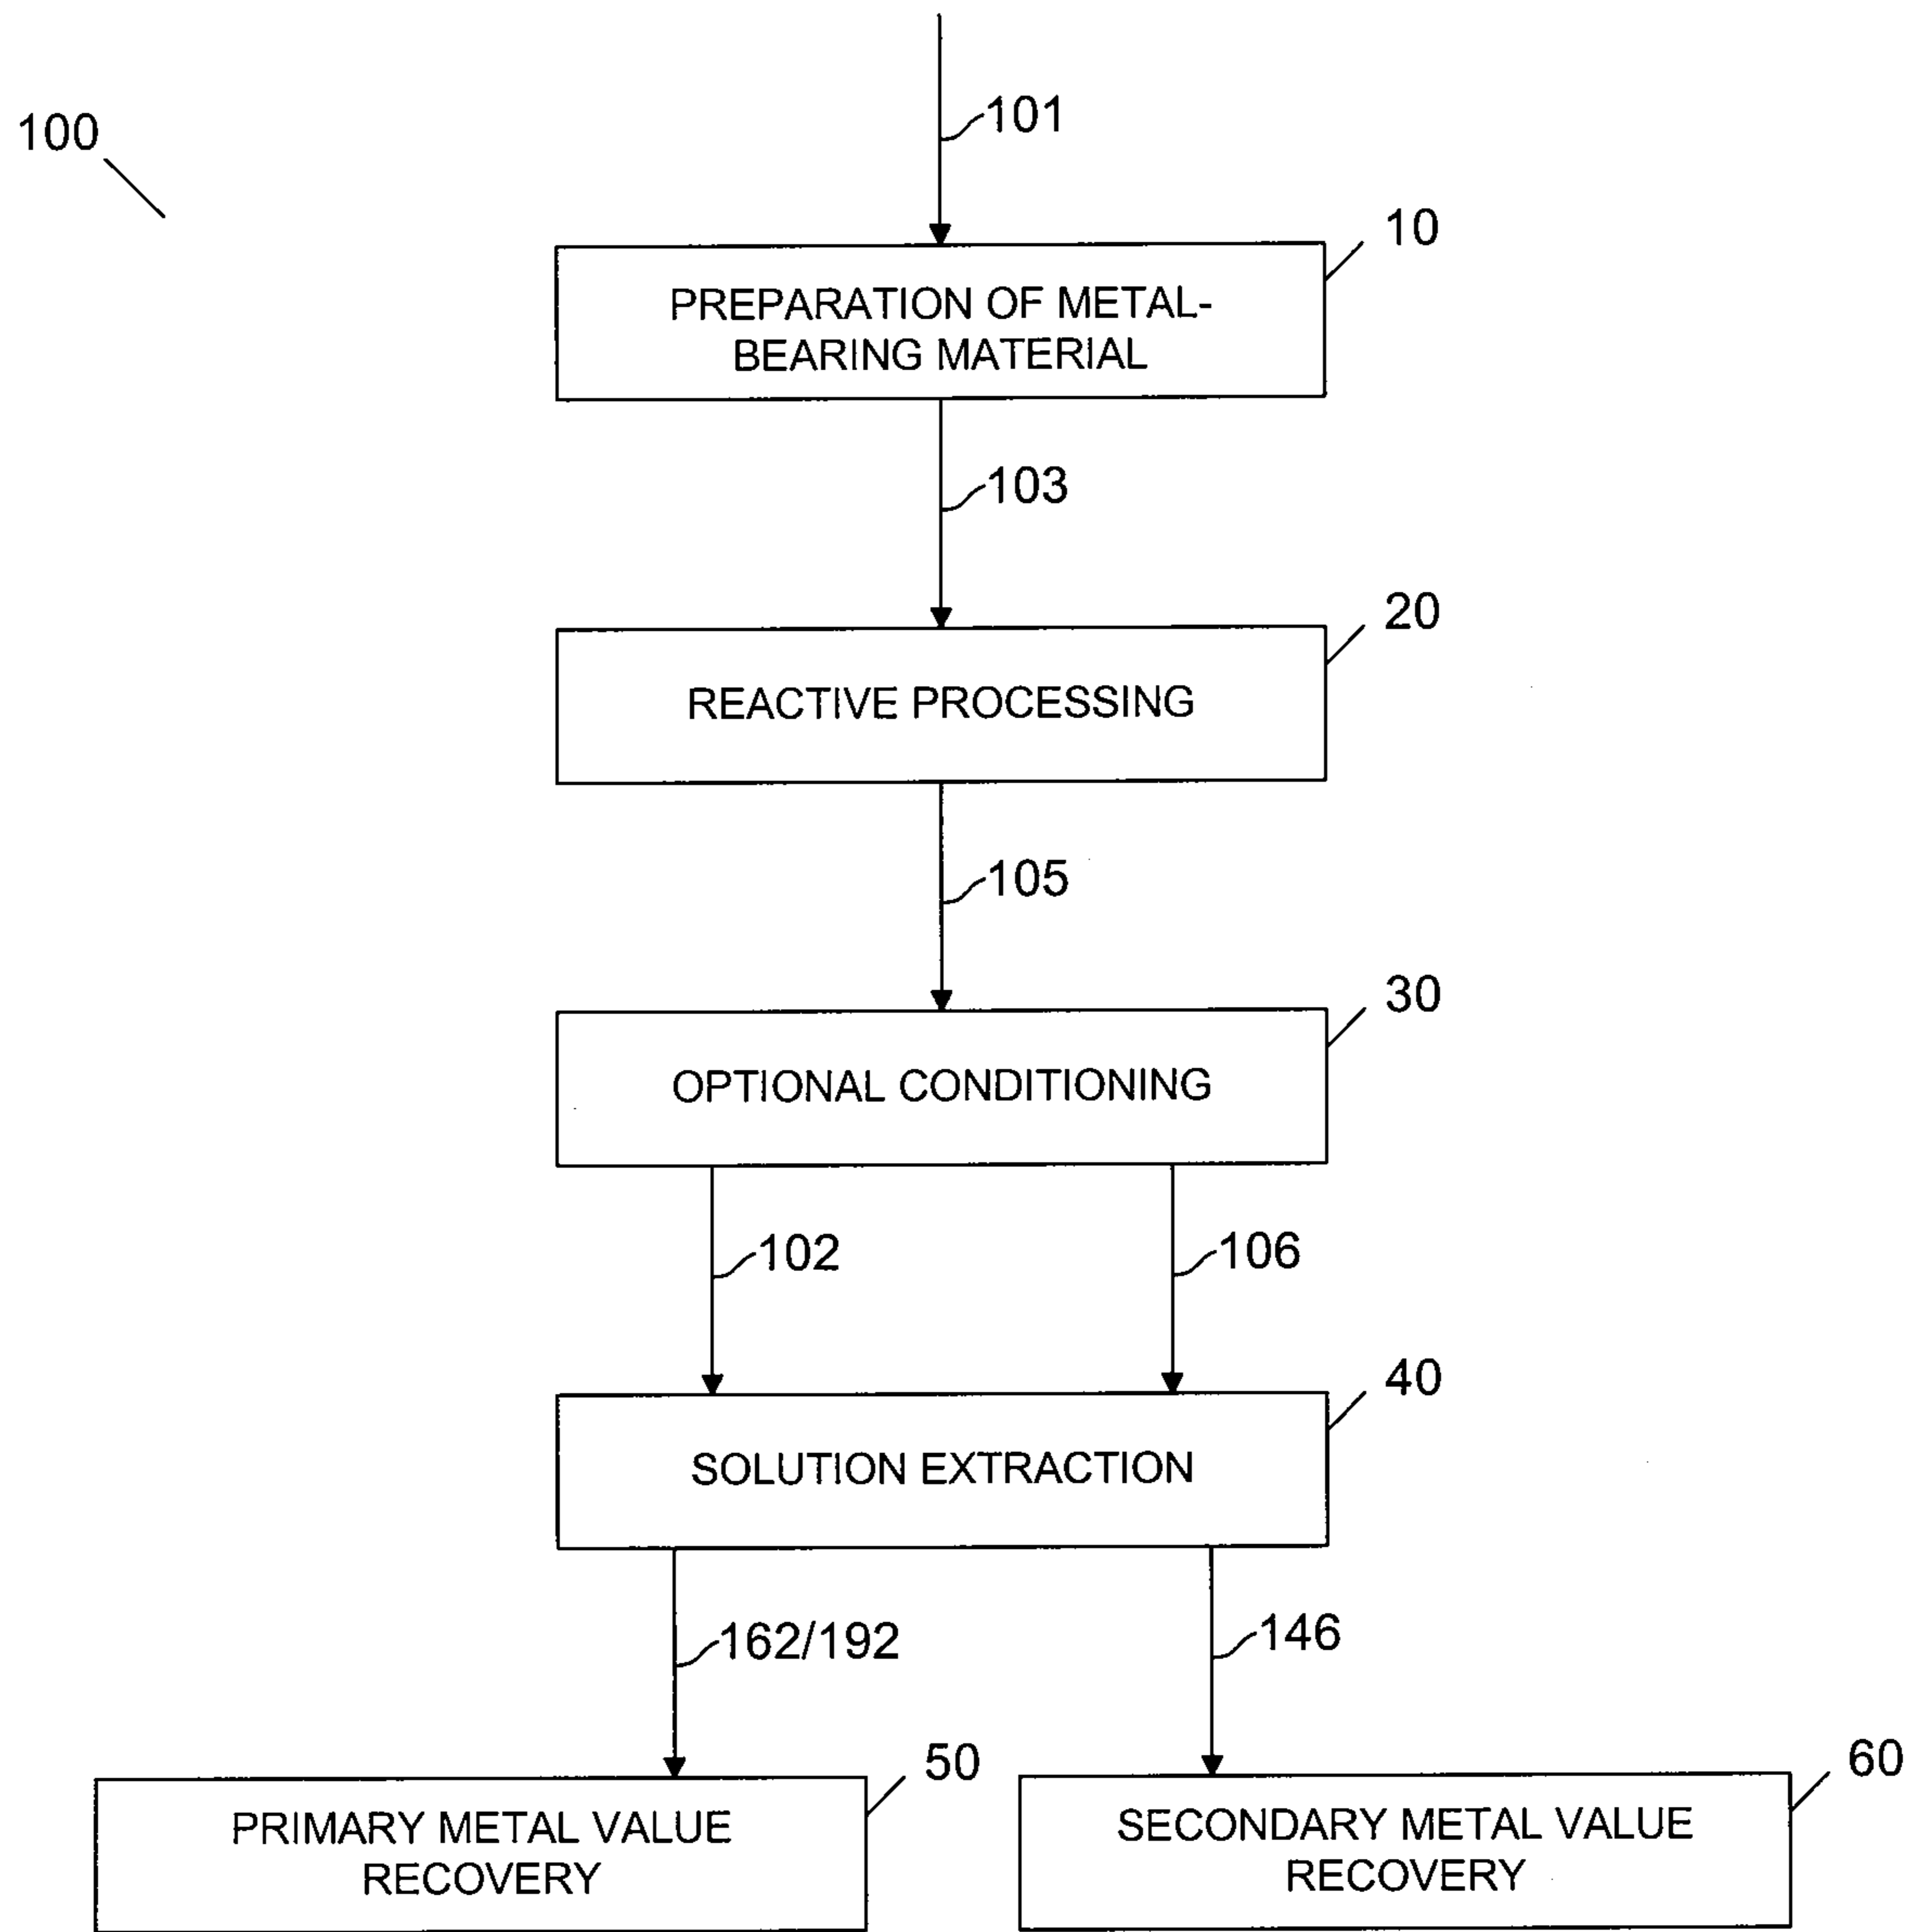 101
100
10
PREPARATION OF METAL-
BEARING MATERIAL
103
20
REACTIVE PROCESSING
105
30
OPTIONAL CONDITIONING
102
106
40
SOLUTION EXTRACTION
162/192
146
50
60
PRIMARY METAL VALUE
RECOVERY
SECONDARY METAL VALUE
RECOVERY